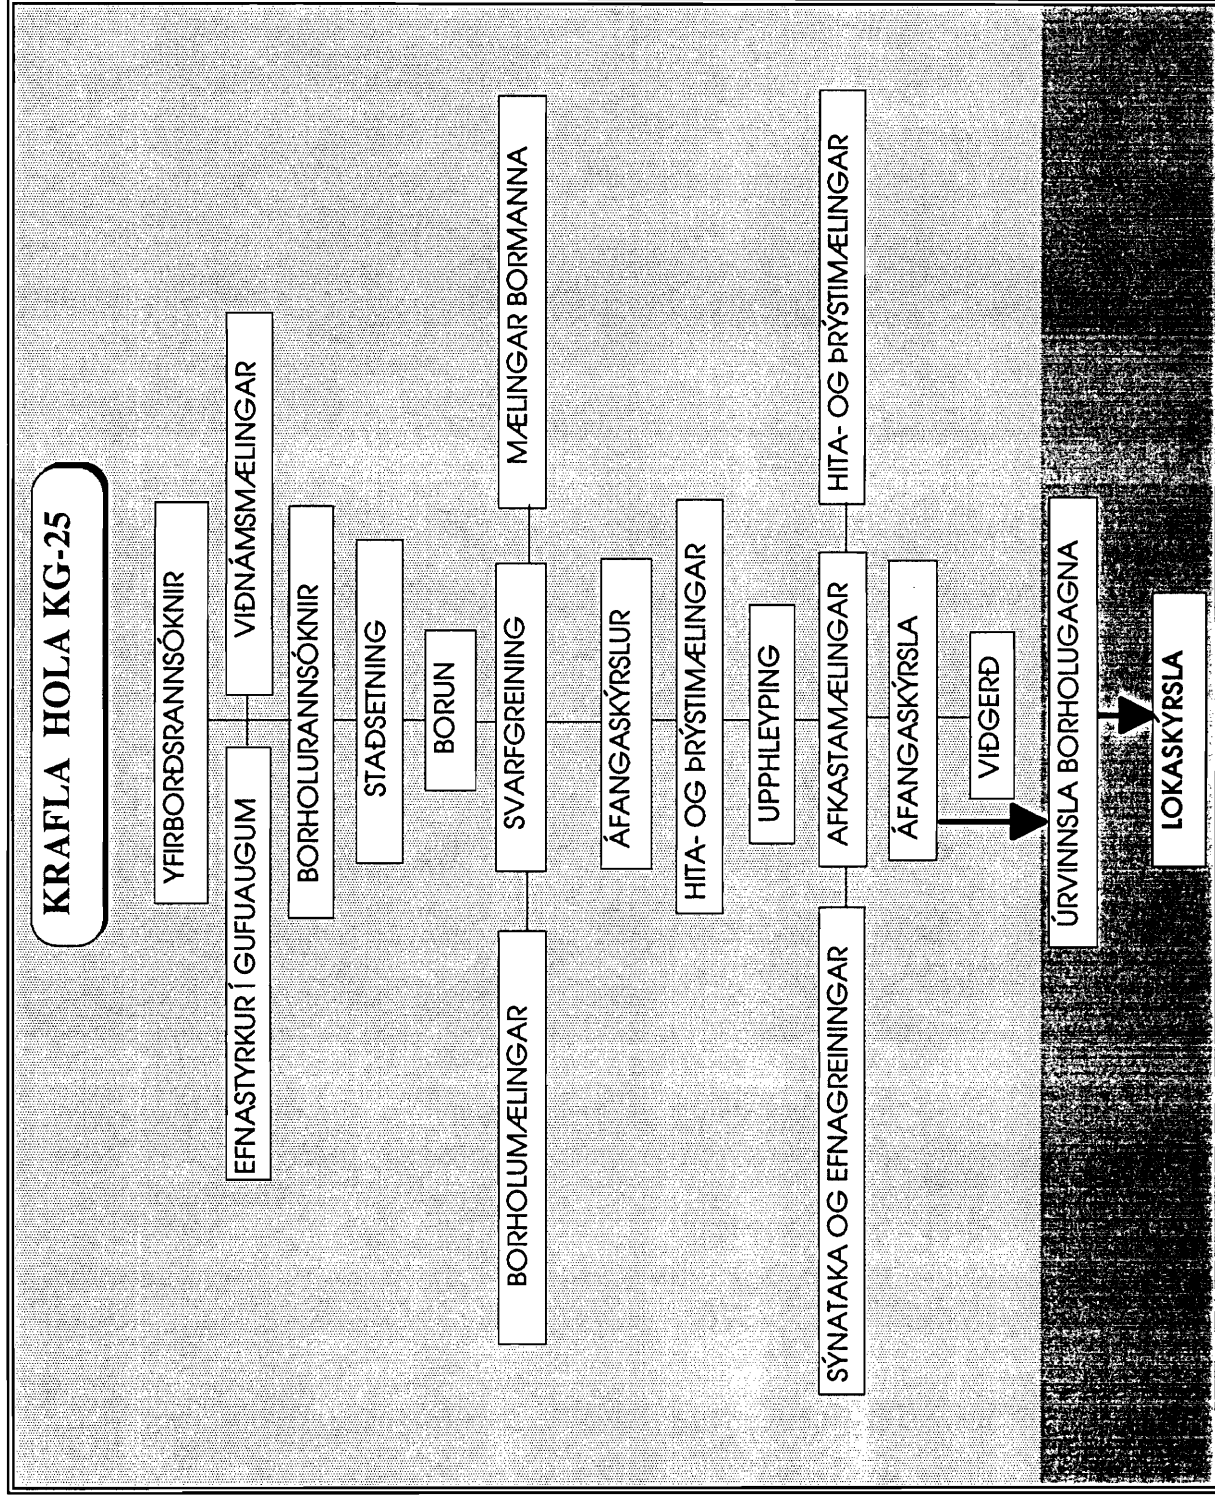 KRAFLA HOLA KG-25
YFIRBORÐSRANNSÓKNIR
EFNASTYRKUR Í GUFUAUGUM
VIÐNÁMSMÆLINGAR
BORHOLURANNSÓKNIR
STAÐSETNING
BORUN
BORHOLUMÆLINGAR
SVARFGREINING
MÆLINGAR BORMANNA
ÁFANGASKÝRSLUR
HITA- OG ÞRÝSTIMÆLINGAR
UPPHLEYPING
SÝNATAKA OG EFNAGREININGAR
AFKASTAMÆLINGAR
HITA- OG ÞRÝSTIMÆLINGAR
ÁFANGASKÝRSLA
VIÐGERÐ
ÚRVINNSLA BORHOLUGAGNA
LOKASKÝRSLA